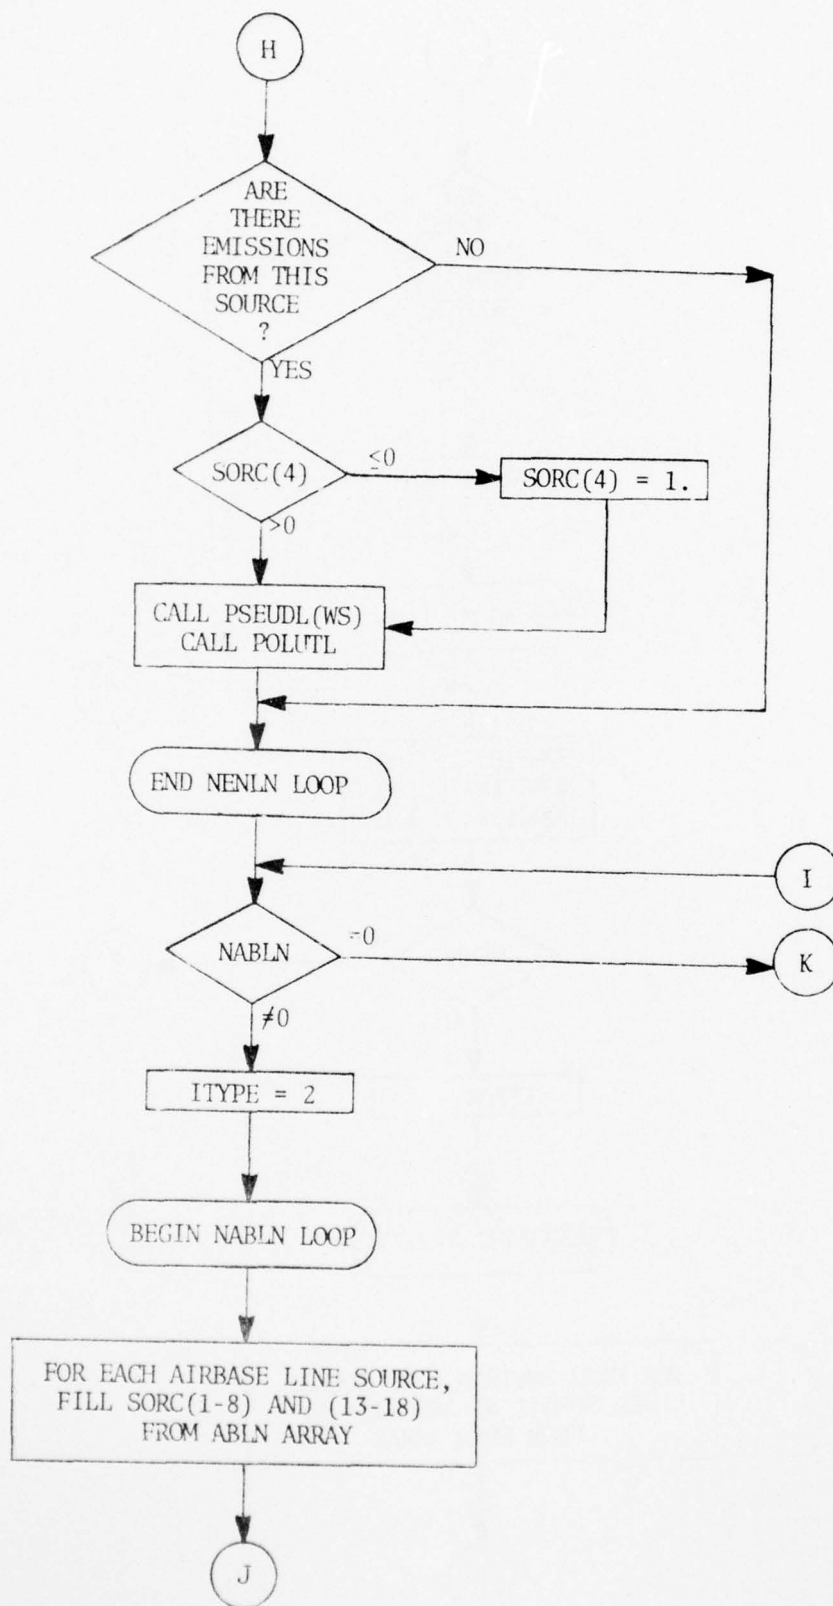 H
ARE
THERE
EMISSIONS
FROM THIS
SOURCE
?
NO
YES
SORC(4)
≤0
SORC(4) = 1.
>0
CALL PSEUDL(WS)
CALL POLUTL
END NENLN LOOP
I
NABLN
=0
K
≠0
ITYPE = 2
BEGIN NABLN LOOP
FOR EACH AIRBASE LINE SOURCE,
FILL SORC(1-8) AND (13-18)
FROM ABLN ARRAY
J